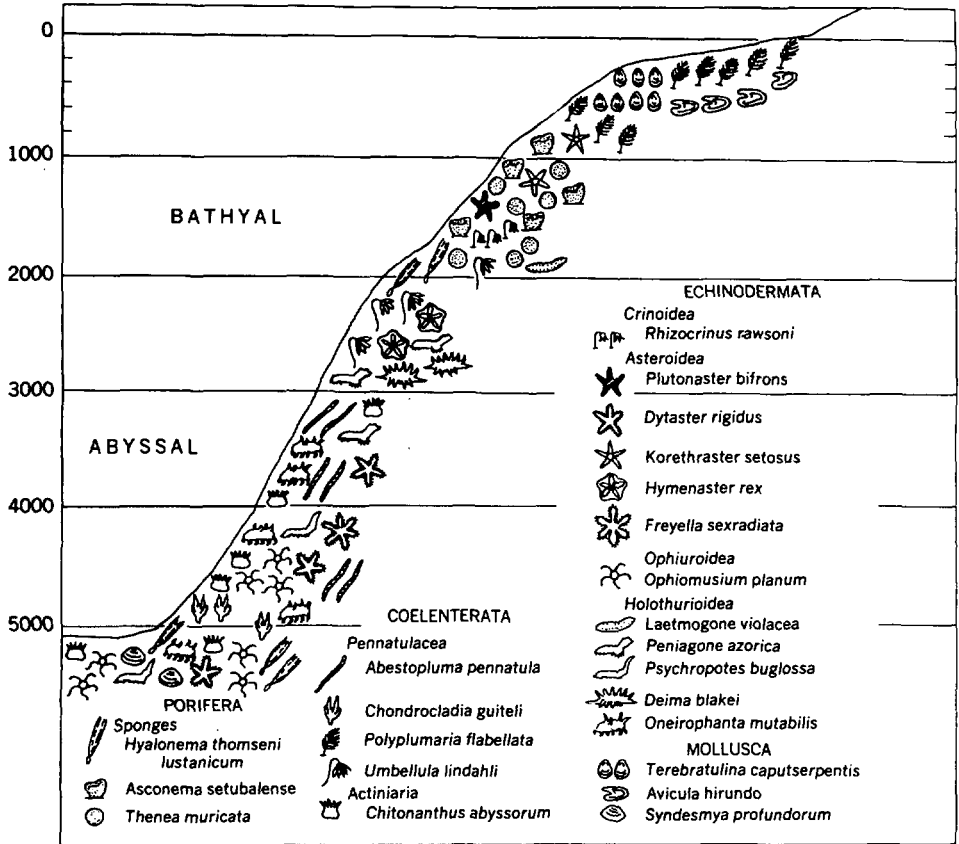 0
1000
BATHYAL
2000
3000
ABYSSAL
4000
5000
PORIFERA
Sponges
Hyalonema thomseni
lustanicum
Asconema setubalense
Thenea muricata
COELENTERATA
Pennatulacea
Abestopluma pennatula
Chondrocladia guiteli
Polyplumaria flabellata
Umbellula lindahli
Actiniaria
Chitonanthus abyssorum
ECHINODERMATA
Crinoidea
Rhizocrinus rawsoni
Asteroidea
Plutonaster bifrons
Dytaster rigidus
Korethraster setosus
Hymenaster rex
Freyella sexradiata
Ophiuroidea
Ophiomusium planum
Holothurioidea
Laetmogone violacea
Peniagone azorica
Psychropotes buglossa
Deima blakei
Oneirophanta mutabilis
MOLLUSCA
Terebratulina caputserpentis
Avicula hirundo
Syndesmya profundorum